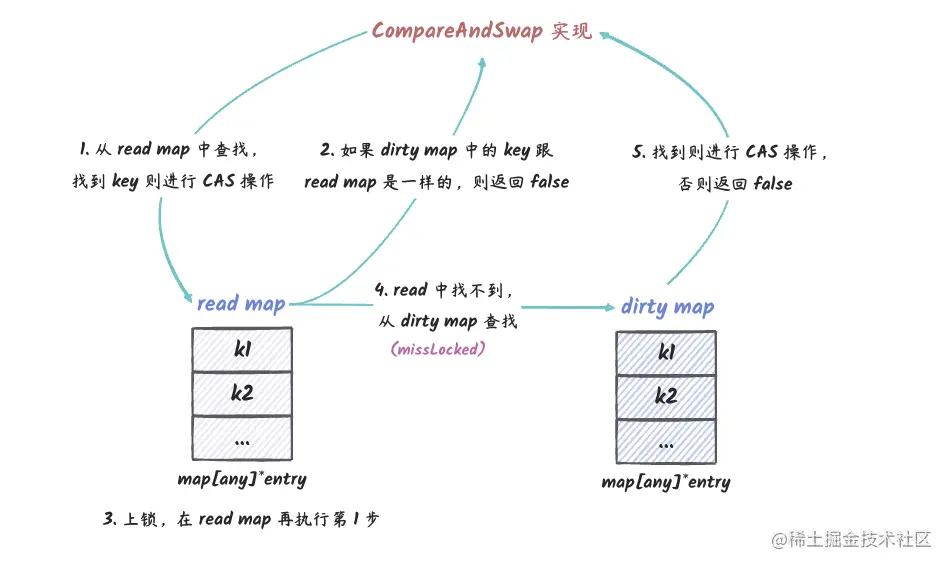 CompareAndSwap 实现
1. 从 read map 中查找，
找到 key 则进行 CAS 操作
2. 如果 dirty map 中的 key 跟
read map 是一样的，则返回 false
5. 找到则进行 CAS 操作，
否则返回 false
read map
4. read 中找不到，
从 dirty map 查找
(missLocked)
dirty map
k1
k2
...
map[any]*entry
k1
k2
...
map[any]*entry
3. 上锁，在 read map 再执行第 1 步
@稀土掘金技术社区